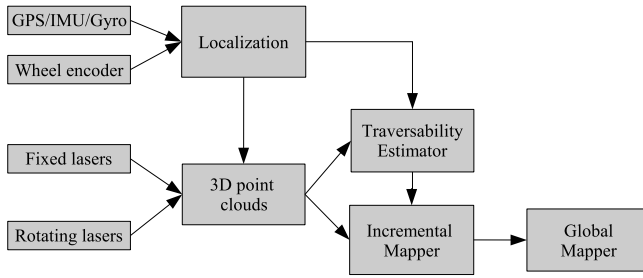 GPS/IMU/Gyro
Wheel encoder
Localization
Fixed lasers
Rotating lasers
3D point
clouds
Traversability
Estimator
Incremental
Mapper
Global
Mapper